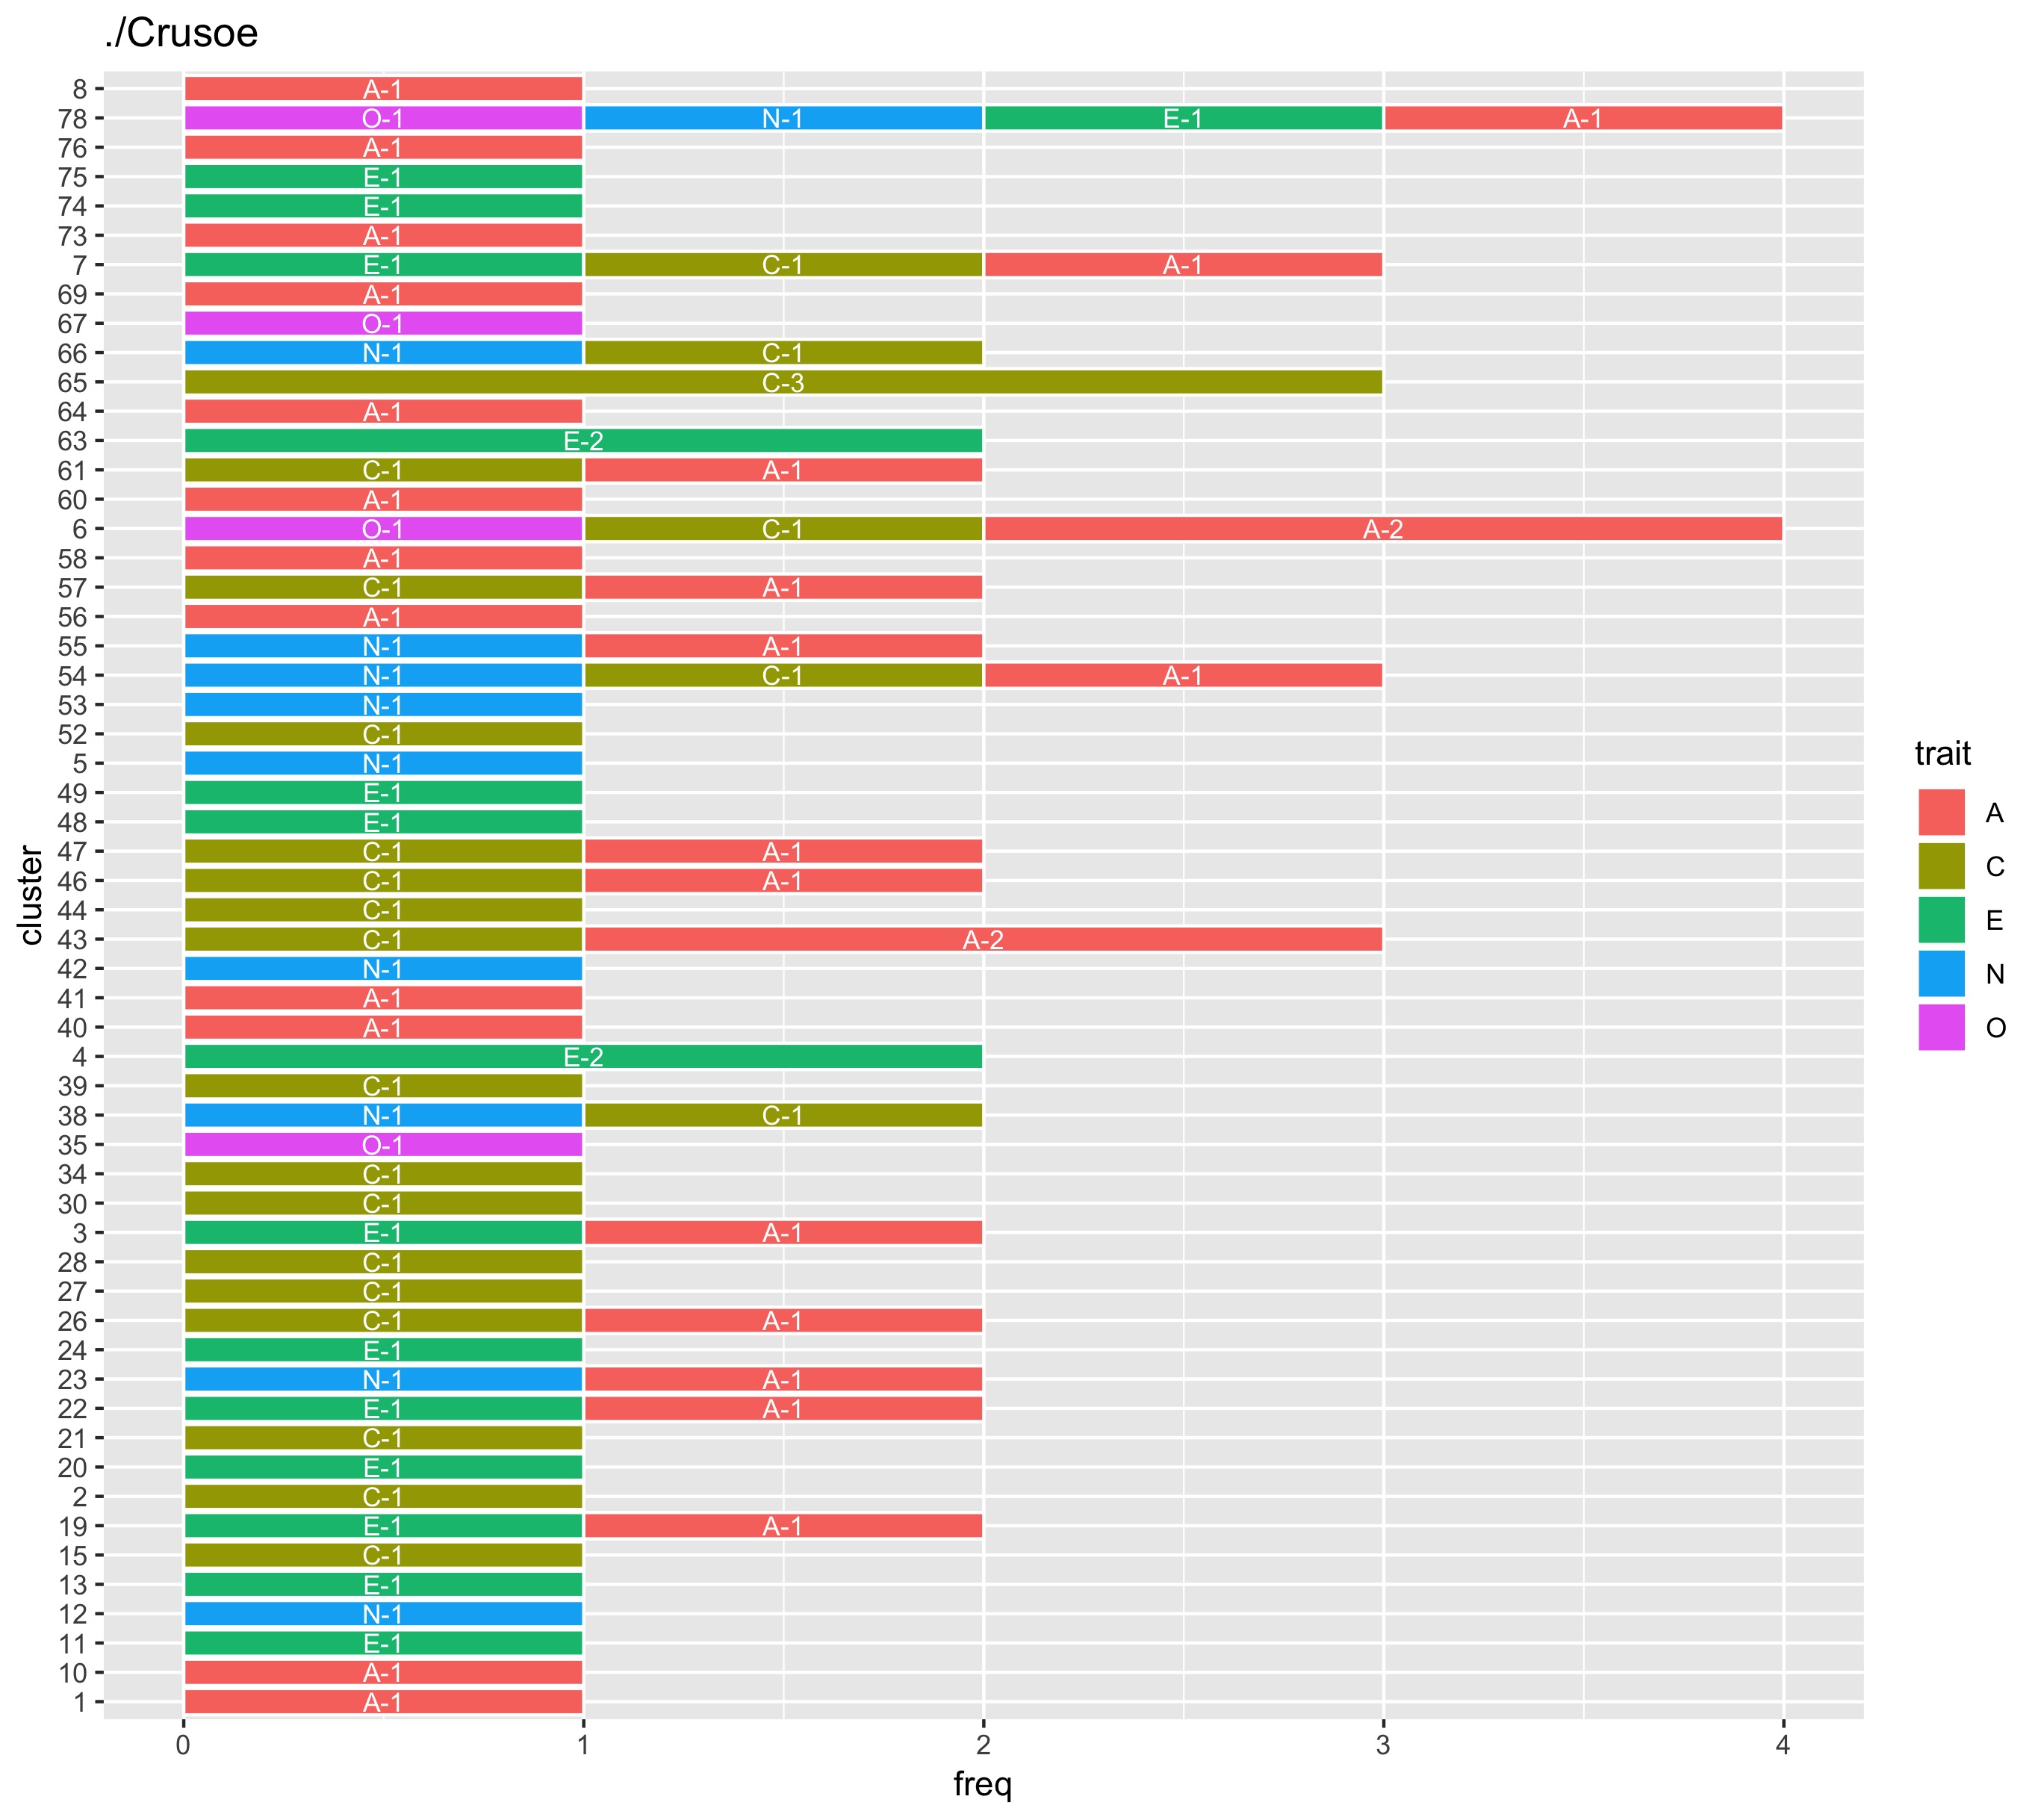 ./Crusoe
8 A-1
78 O-1 N-1 E-1 A-1
76 A-1
75 E-1
74 E-1
73 A-1
7 E-1 C-1 A-1
69 A-1
67 O-1
66 N-1 C-1
65 C-3
64 A-1
63 E-2
61 C-1 A-1
60 A-1
6 O-1 C-1 A-2
58 A-1
57 C-1 A-1
56 A-1
55 N-1 A-1
54 N-1 C-1 A-1
53 N-1
52 C-1
5 N-1
49 E-1
48 E-1
47 C-1 A-1
46 C-1 A-1
44 C-1
43 C-1 A-2
42 N-1
41 A-1
40 A-1
4 E-2
39 C-1
38 N-1 C-1
35 O-1
34 C-1
30 C-1
3 E-1 A-1
28 C-1
27 C-1
26 C-1 A-1
24 E-1
23 N-1 A-1
22 E-1 A-1
21 C-1
20 E-1
2 C-1
19 E-1 A-1
15 C-1
13 E-1
12 N-1
11 E-1
10 A-1
1 A-1
0 1 2 3 4
freq
cluster
trait
A
C
E
N
O